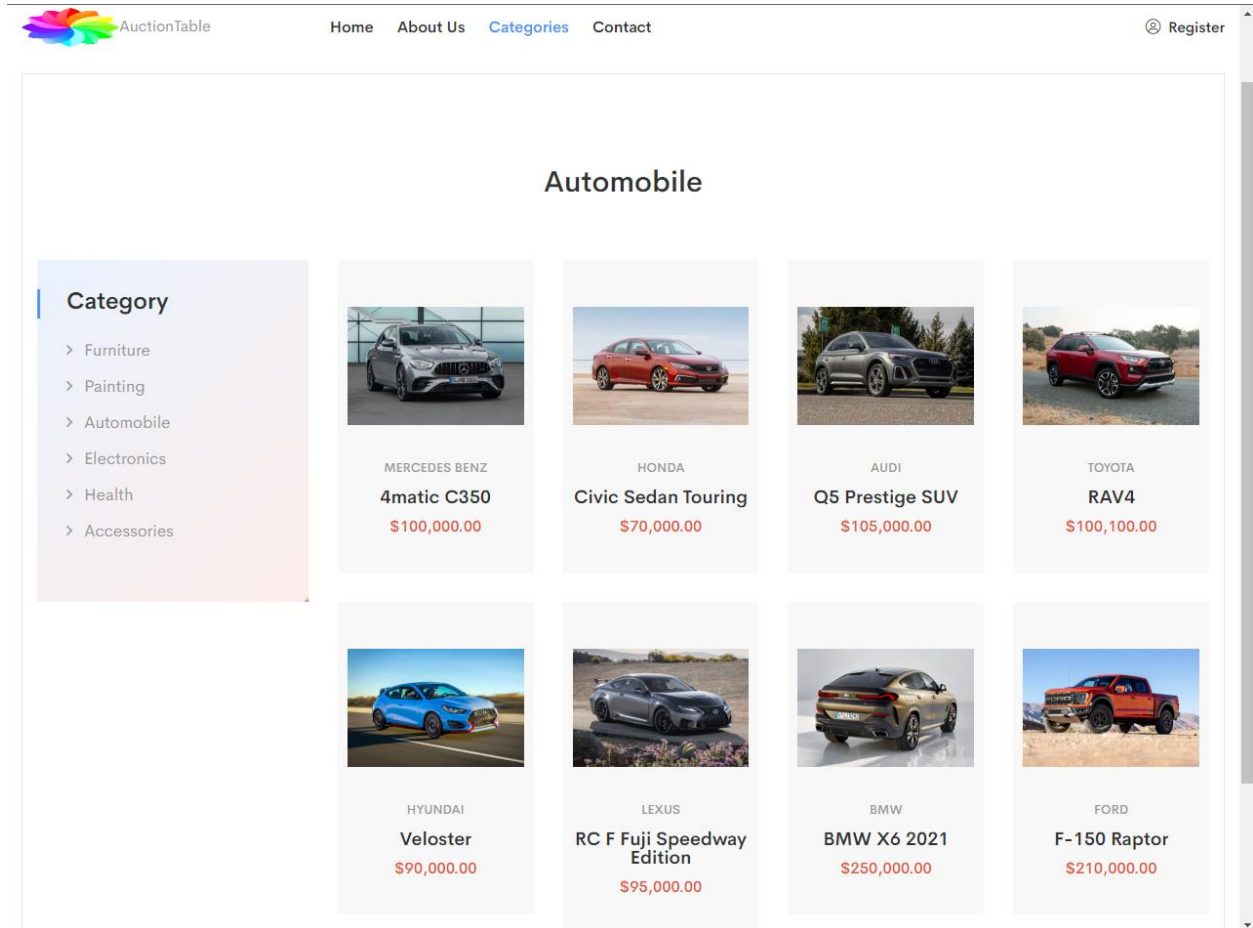 AuctionTable
Home
About Us
Categories
Contact
Register
Automobile
Category
Furniture
Painting
Automobile
Electronics
Health
Accessories
MERCEDES BENZ
4matic C350
$100,000.00
HONDA
Civic Sedan Touring
$70,000.00
AUDI
Q5 Prestige SUV
$105,000.00
TOYOTA
RAV4
$100,100.00
HYUNDAI
Veloster
$90,000.00
LEXUS
RC F Fuji Speedway
Edition
$95,000.00
BMW
BMW X6 2021
$250,000.00
FORD
F-150 Raptor
$210,000.00